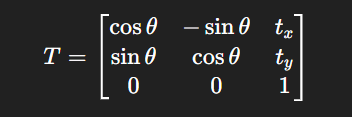 T = [ cos θ  − sin θ  t_x
sin θ  cos θ  t_y
0  0  1 ]